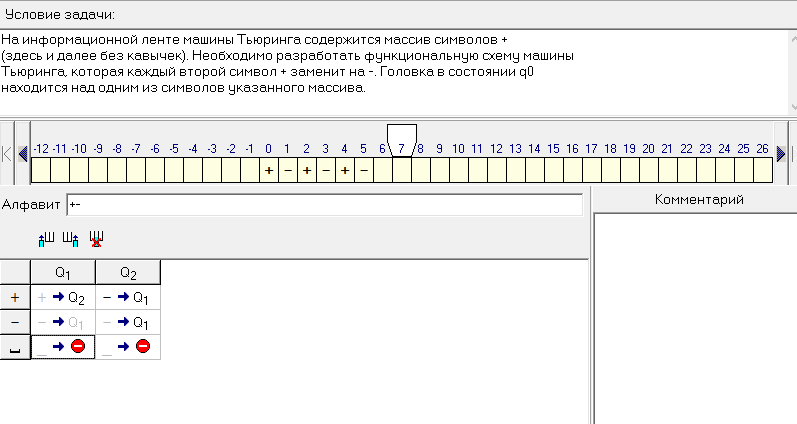 Условие задачи:
На информационной ленте машины Тьюринга содержится массив символов +
(здесь и далее без кавычек). Необходимо разработать функциональную схему машины
Тьюринга, которая каждый второй символ + заменит на -. Головка в состоянии q0
находится над одним из символов указанного массива.
-12 -11 -10 -9 -8 -7 -6 -5 -4 -3 -2 -1 0 1 2 3 4 5 6 7 8 9 10 11 12 13 14 15 16 17 18 19 20 21 22 23 24 25 26
+ - + - + -
Алфавит +-
Комментарий
Q1 Q2
+ + → Q2 - → Q1
- - → Q1 - → Q1
_ _ → _ →